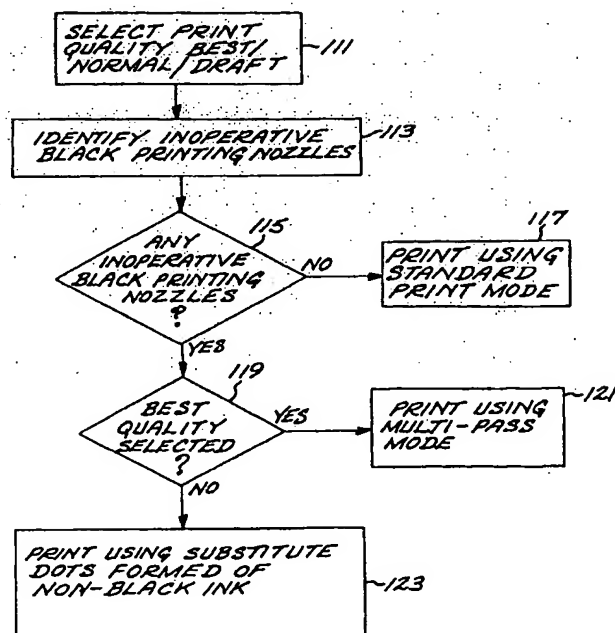 SELECT PRINT
QUALITY BEST/
NORMAL/DRAFT
111
IDENTIFY INOPERATIVE
BLACK PRINTING NOZZLES
113
ANY
INOPERATIVE
BLACK PRINTING
NOZZLES
?
115
NO
PRINT USING
STANDARD
PRINT MODE
117
YES
BEST
QUALITY
SELECTED
?
119
YES
PRINT USING
MULTI-PASS
MODE
121
NO
PRINT USING SUBSTITUTE
DOTS FORMED OF
NON-BLACK INK
123